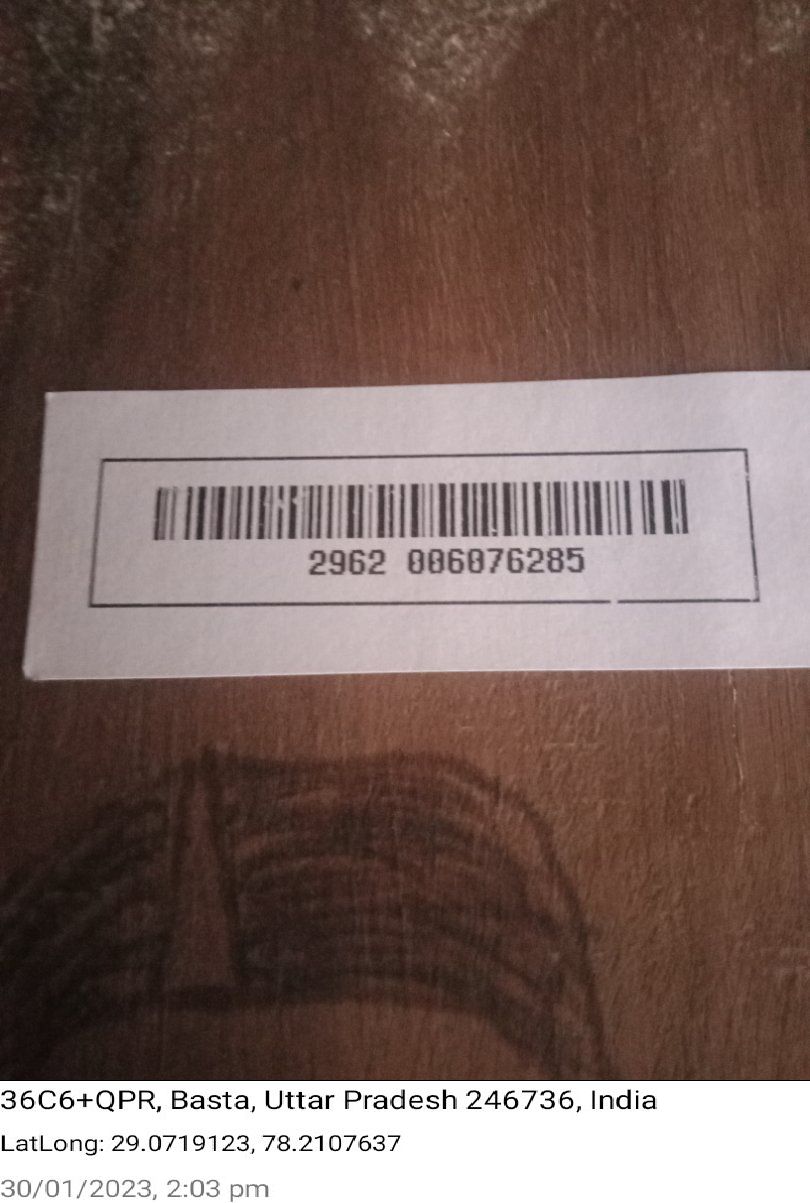 2962 006076285
36C6+QPR, Basta, Uttar Pradesh 246736, India
LatLong: 29.0719123, 78.2107637
30/01/2023, 2:03 pm